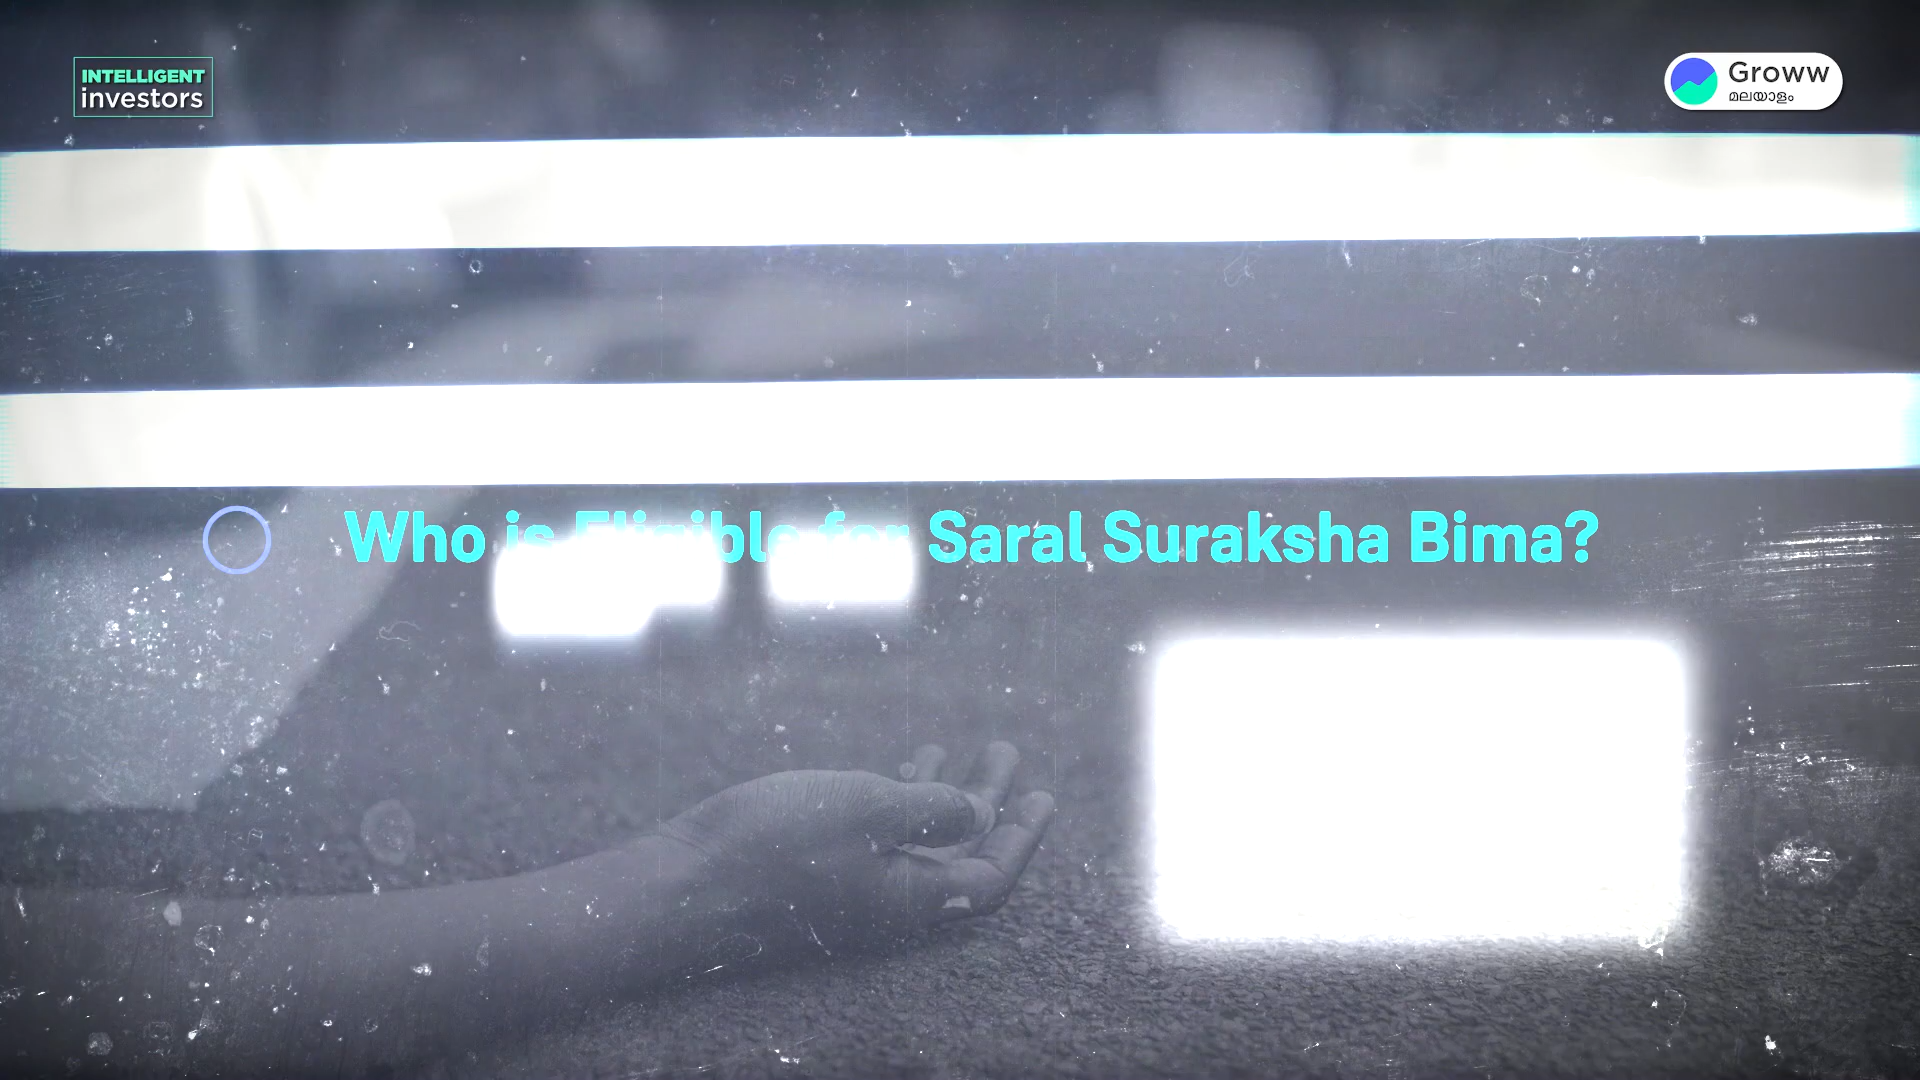 INTELLIGENT
investors
Groww
മലയാളം
Who is Eligible for Saral Suraksha Bima?